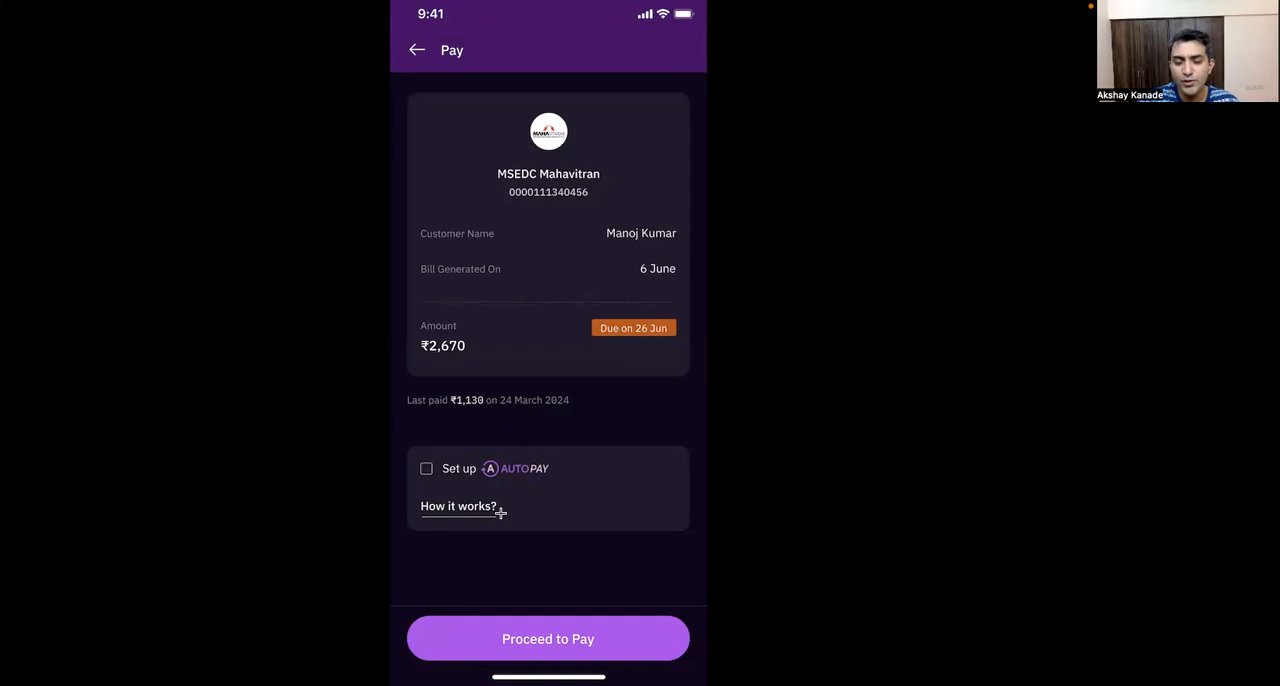 9:41
Pay
MAHA
MSEDC Mahavitran
0000111340456
Customer Name Manoj Kumar
Bill Generated On 6 June
Amount
Due on 26 Jun
₹2,670
Last paid ₹1,130 on 24 March 2024
Set up A AUTOPAY
How it works?
Proceed to Pay
Akshay Kanade